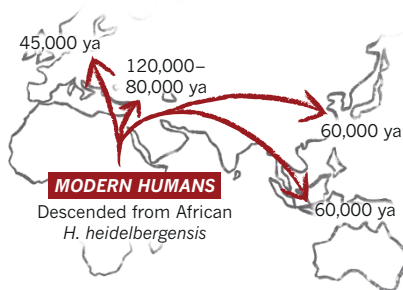 45,000 ya
120,000–
80,000 ya
60,000 ya
MODERN HUMANS
Descended from African
H. heidelbergensis
60,000 ya